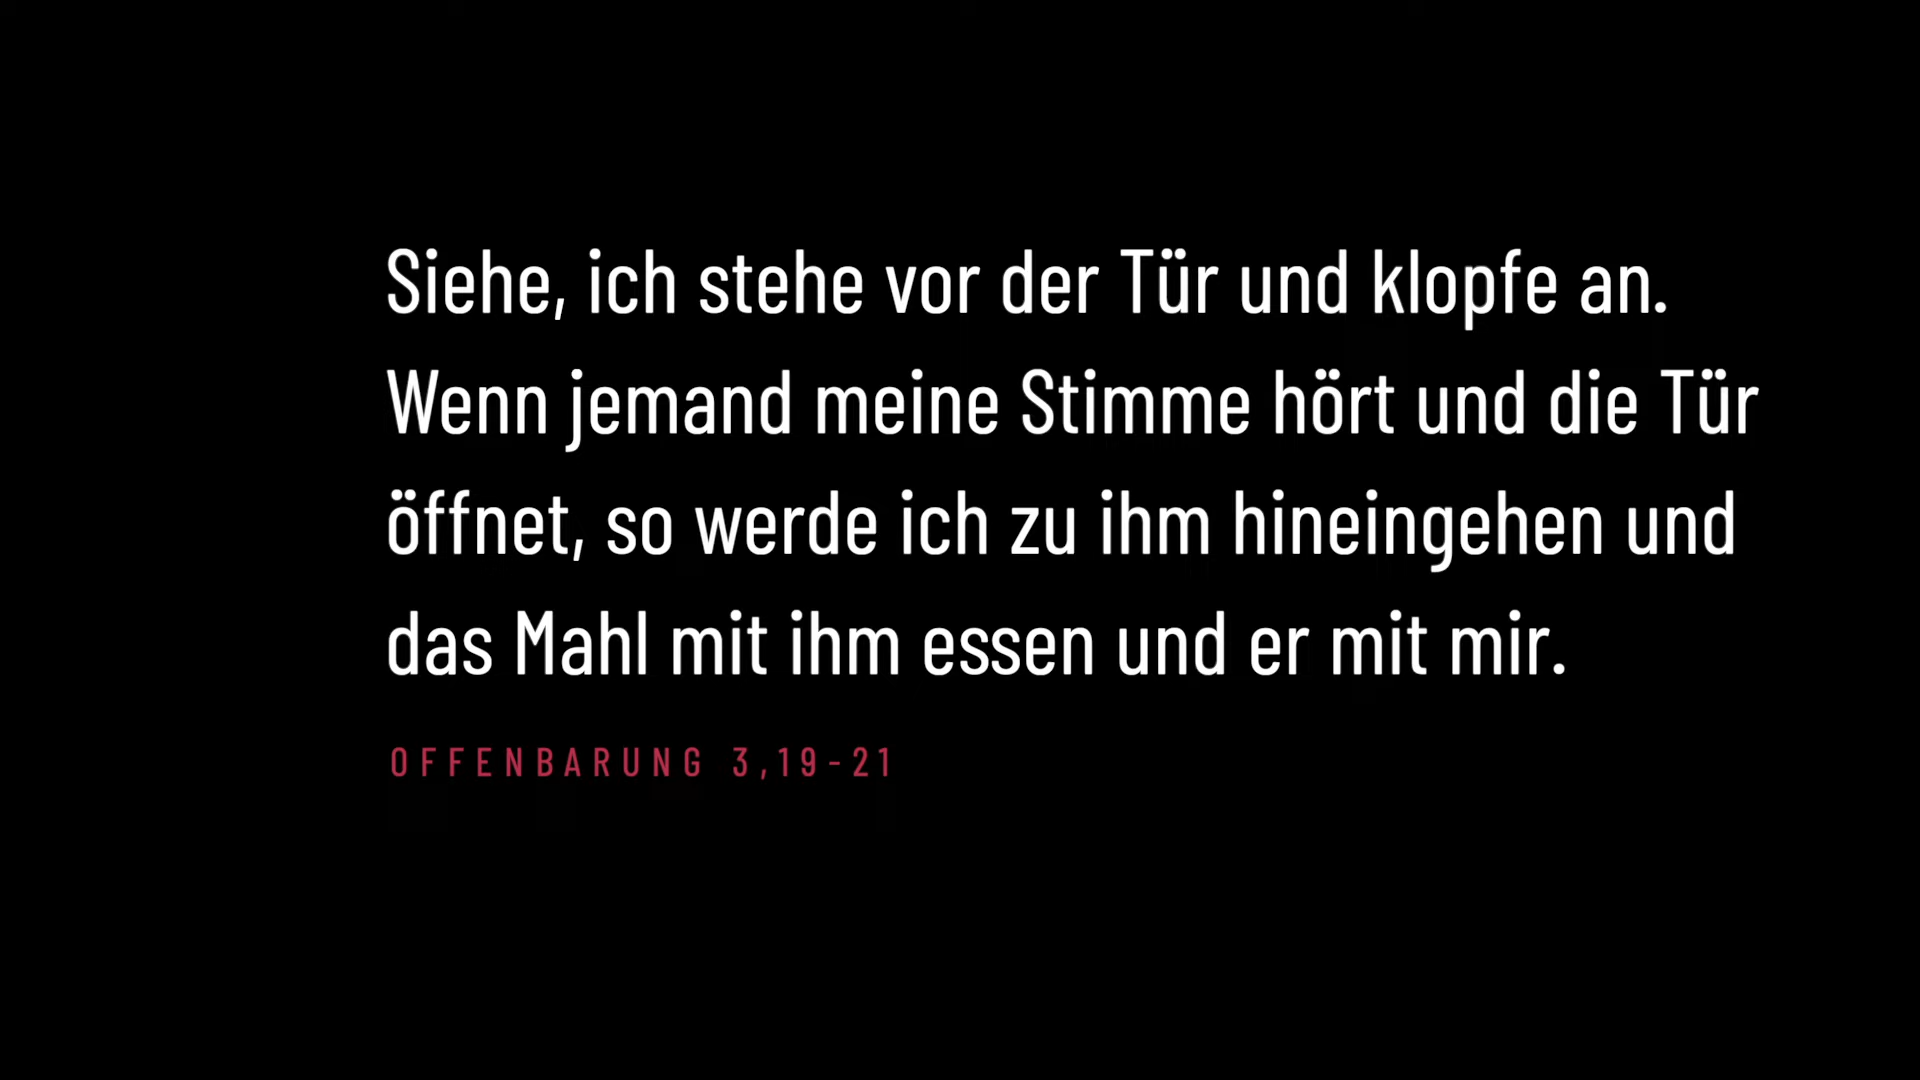 Siehe, ich stehe vor der Tür und klopfe an.
Wenn jemand meine Stimme hört und die Tür
öffnet, so werde ich zu ihm hineingehen und
das Mahl mit ihm essen und er mit mir.
OFFENBARUNG 3,19-21